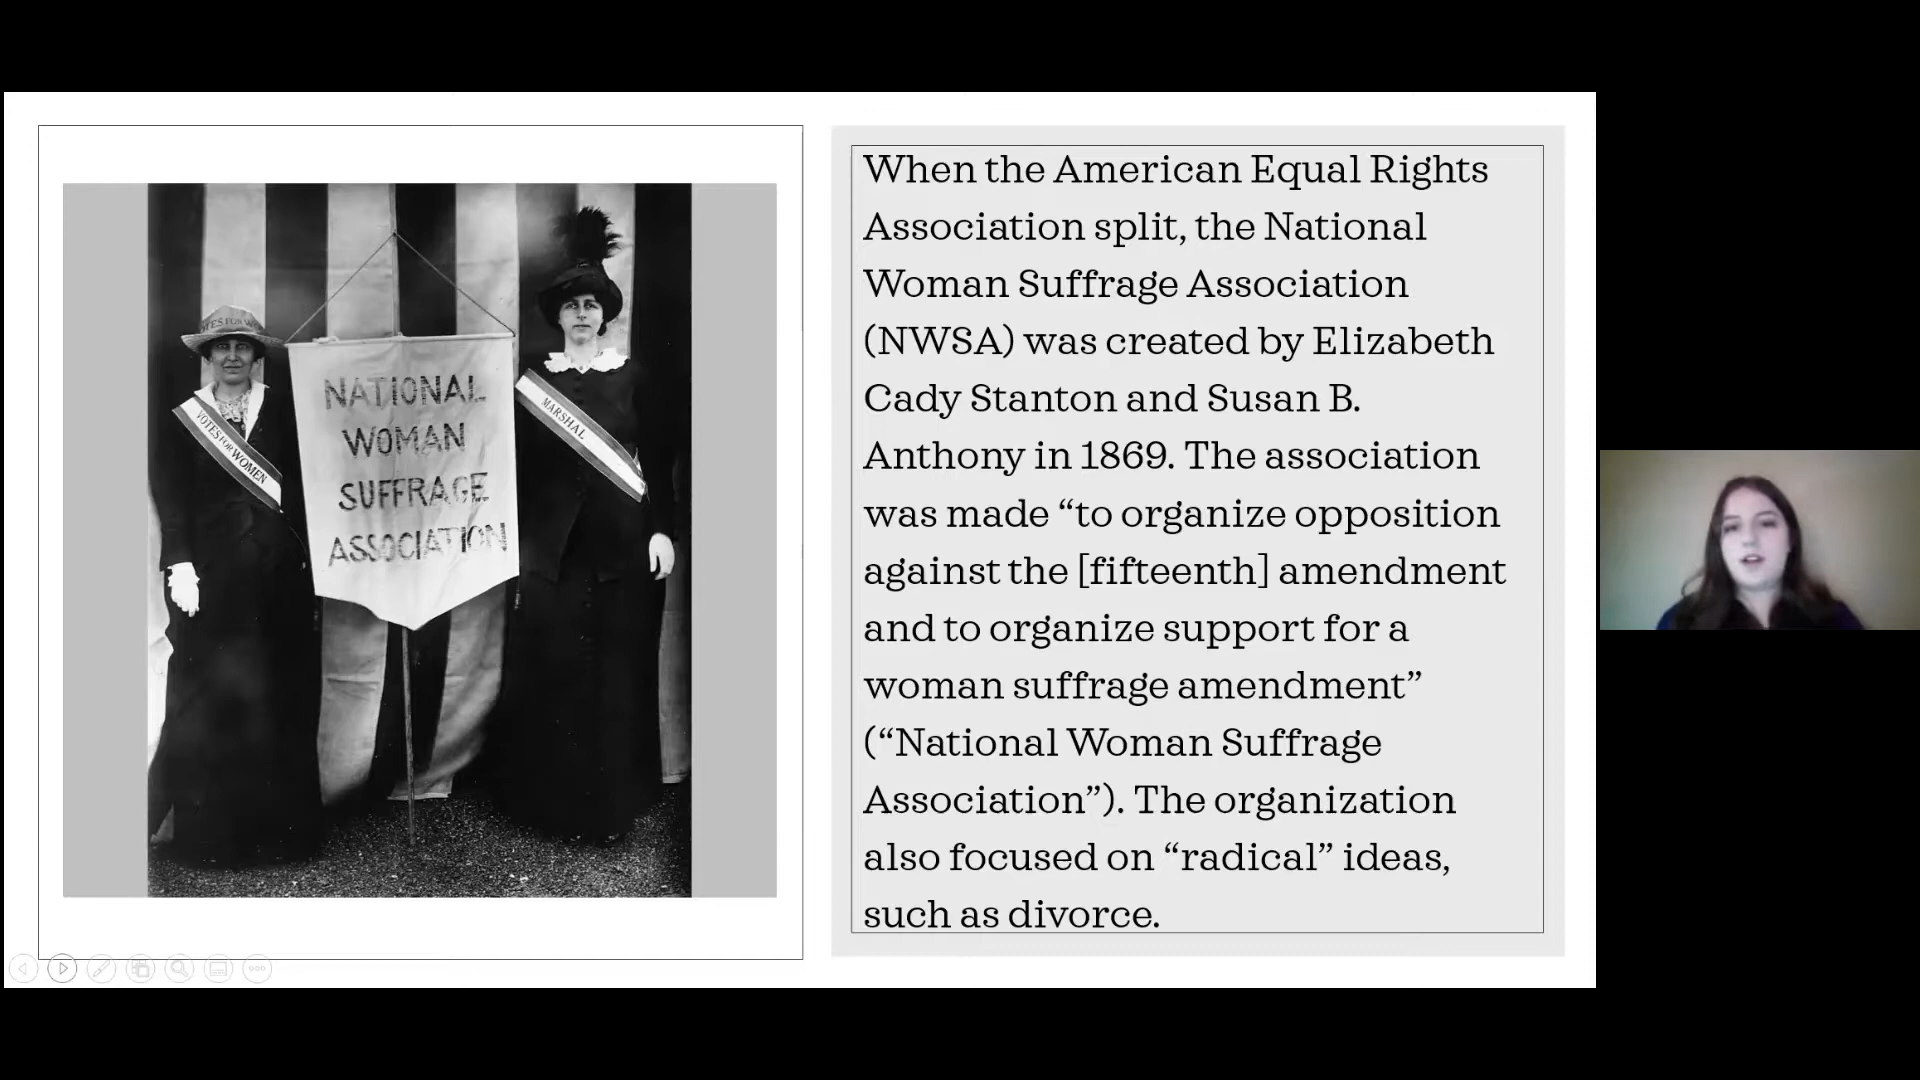 VOTES FOR WO
VOTES FOR WOMEN
NATIONAL
WOMAN
SUFFRAGE
ASSOCIATION
MARSHAL
When the American Equal Rights
Association split, the National
Woman Suffrage Association
(NWSA) was created by Elizabeth
Cady Stanton and Susan B.
Anthony in 1869. The association
was made “to organize opposition
against the [fifteenth] amendment
and to organize support for a
woman suffrage amendment”
(“National Woman Suffrage
Association”). The organization
also focused on “radical” ideas,
such as divorce.